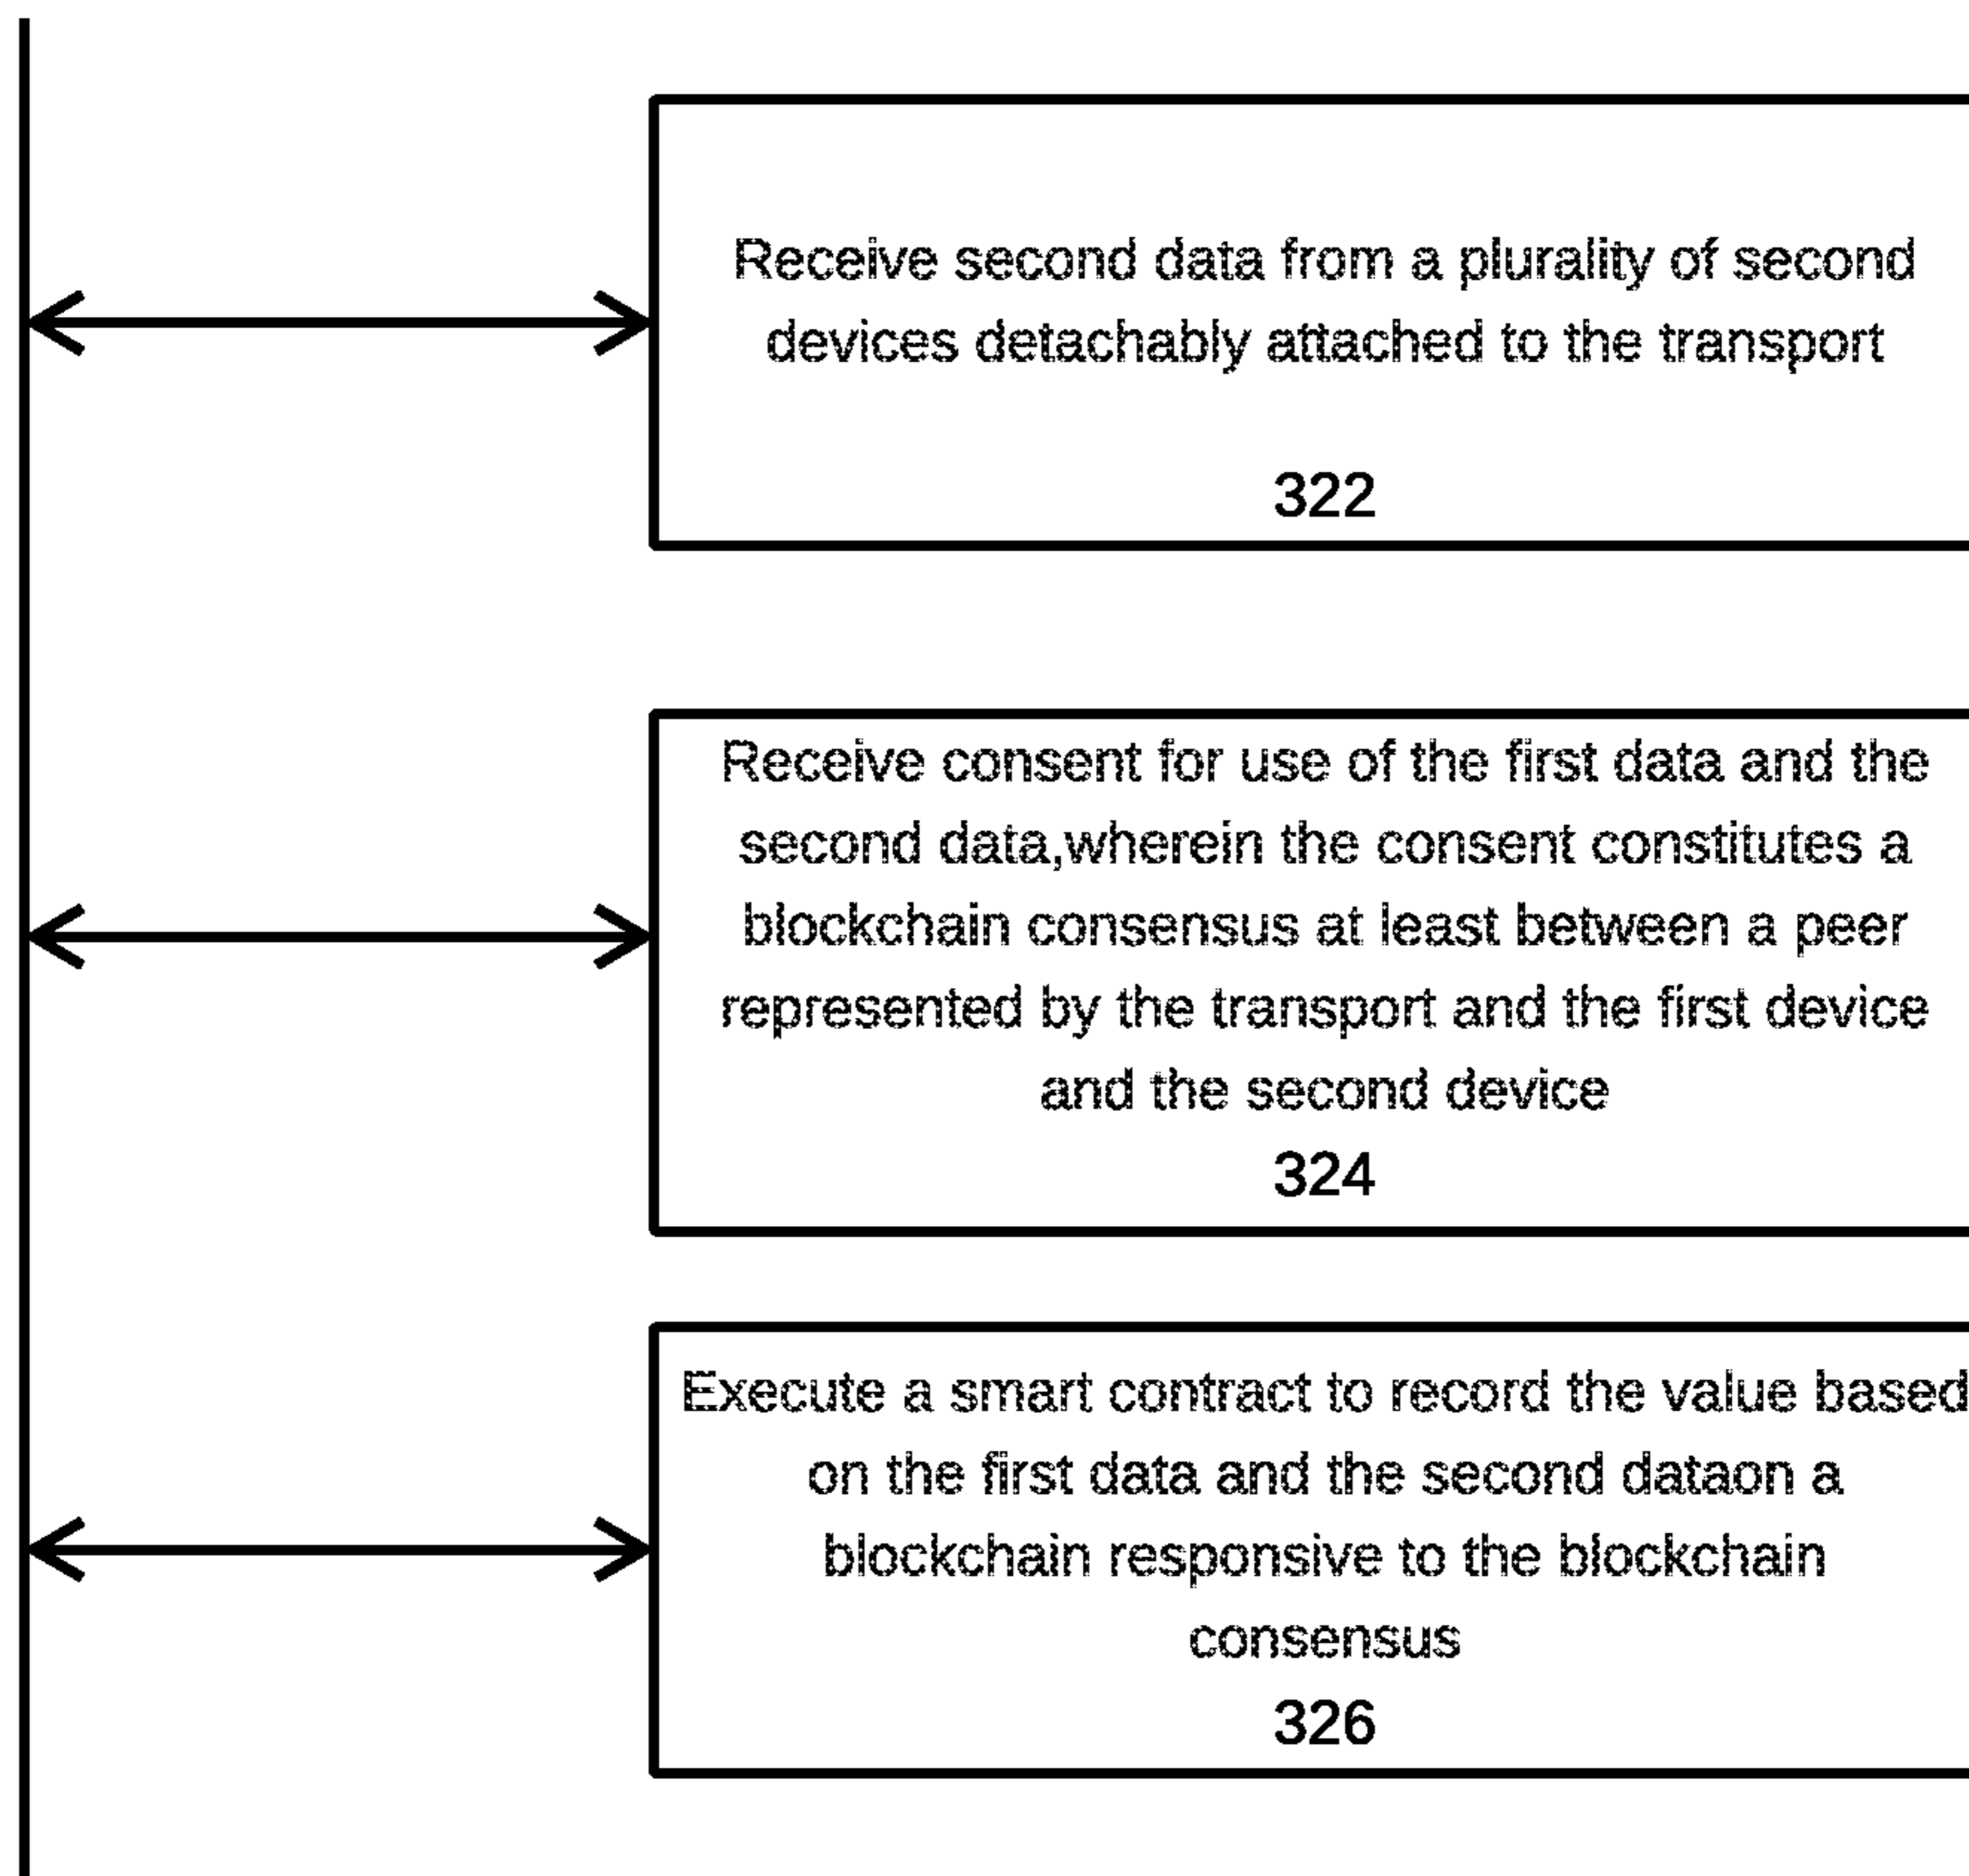 Receive second data from a plurality of second
devices detachably attached to the transport
322
Receive consent for use of the first data and the
second data,wherein the consent constitutes a
blockchain consensus at least between a peer
represented by the transport and the first device
and the second device
324
Execute a smart contract to record the value based
on the first data and the second dataon a
blockchain responsive to the blockchain
consensus
326